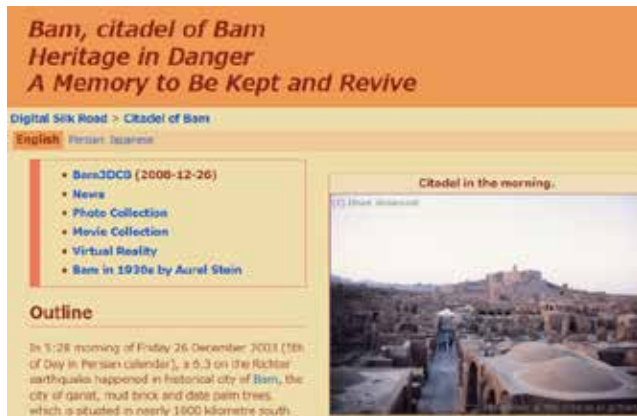 Bam, citadel of Bam
Heritage in Danger
A Memory to Be Kept and Revive
Digital Silk Road > Citadel of Bam
English Persian Japanese
• Bam3DCG (2008-12-26)
• News
• Photo Collection
• Movie Collection
• Virtual Reality
• Bam in 1930s by Aurel Stein
Citadel in the morning.
Outline
In 5:28 morning of Friday 26 December 2003 (5th
of Day in Persian calender), a 6.3 on the Richter
earthquake happened in historical city of Bam, the
city of qanat, mud brick and date palm trees,
which is situated in nearly 1000 kilometre south